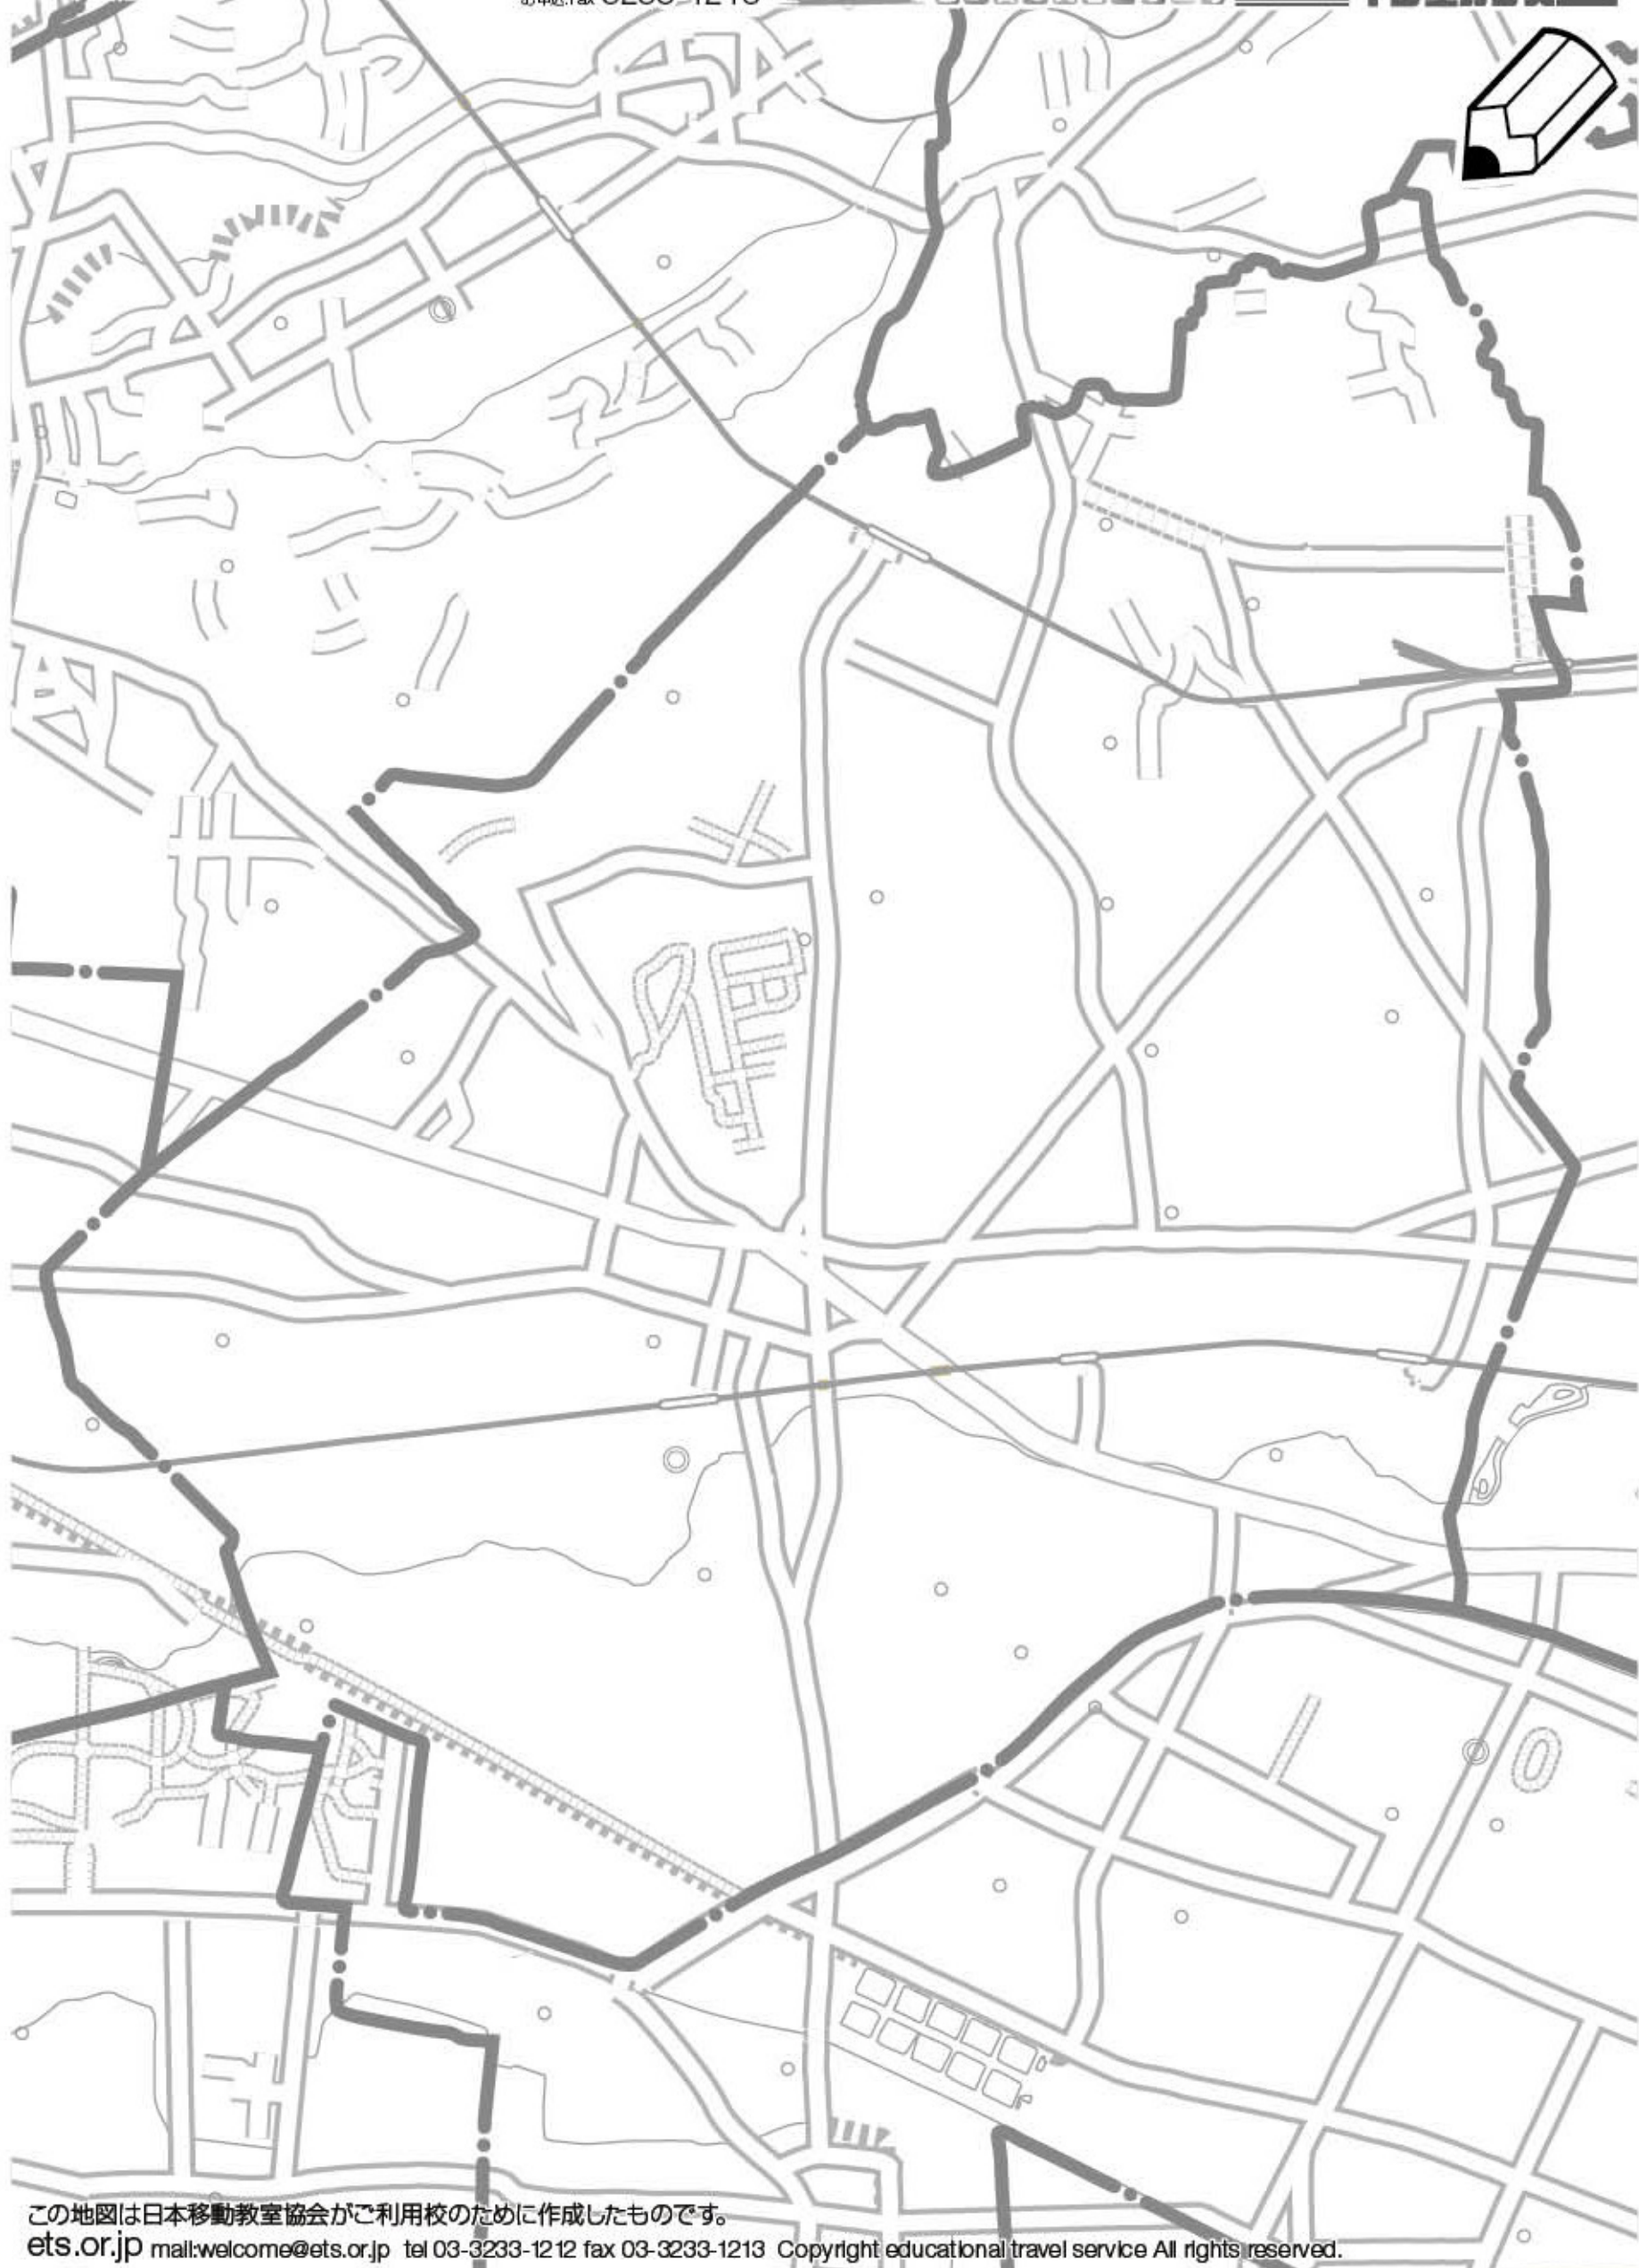 この地図は日本移動教室協会がご利用校のために作成したものです。
ets.or.jp mail:welcome@ets.or.jp tel 03-3233-1212 fax 03-3233-1213 Copyright educational travel service All rights reserved.